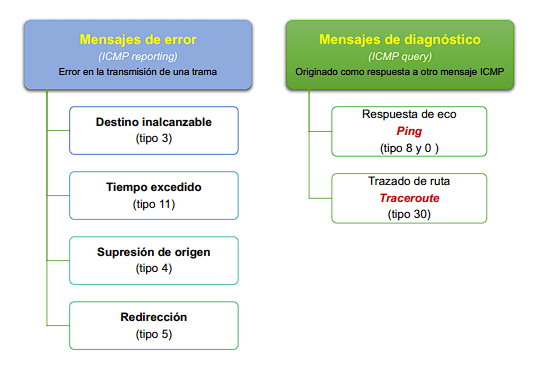 Mensajes de error
(ICMP reporting)
Error en la transmisión de una trama
Destino inalcanzable
(tipo 3)
Tiempo excedido
(tipo 11)
Supresión de origen
(tipo 4)
Redirección
(tipo 5)
Mensajes de diagnóstico
(ICMP query)
Originado como respuesta a otro mensaje ICMP
Respuesta de eco
Ping
(tipo 8 y 0 )
Trazado de ruta
Traceroute
(tipo 30)